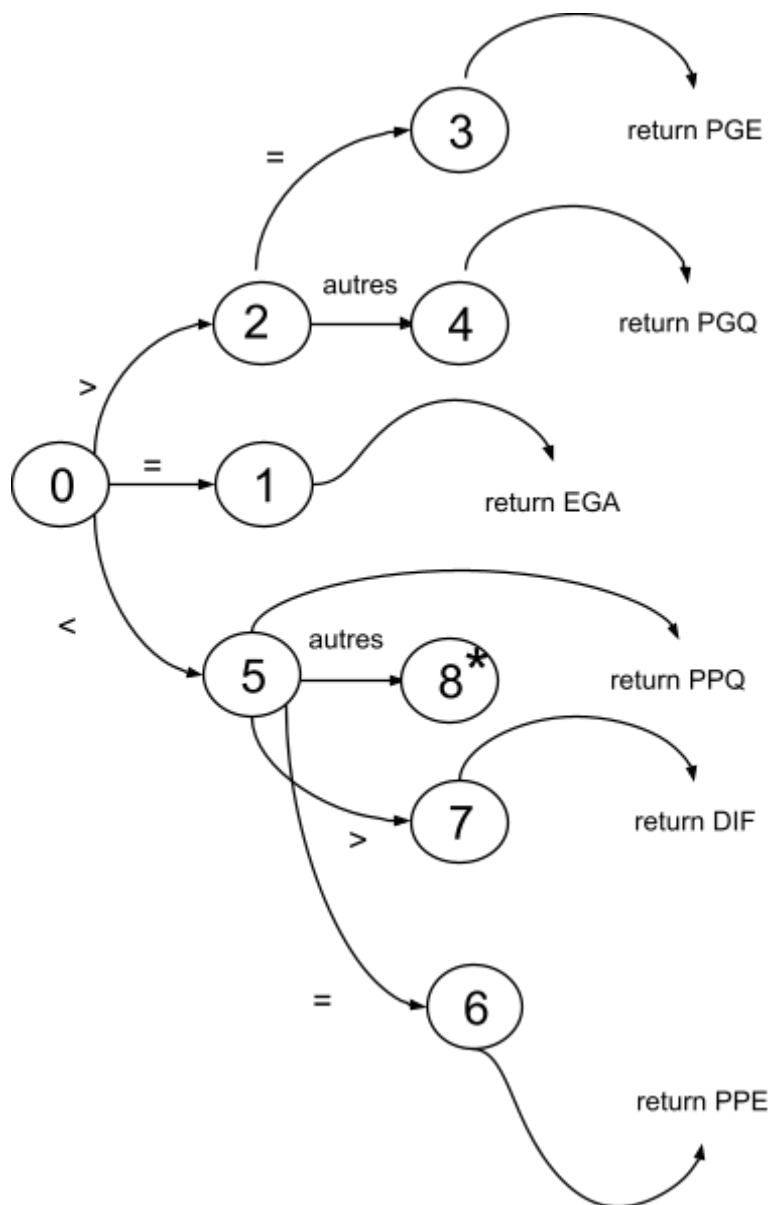 3
return PGE
=
autres
2
4
return PGQ
>
=
0
1
return EGA
<
autres
5
8*
return PPQ
7
return DIF
>
=
6
return PPE